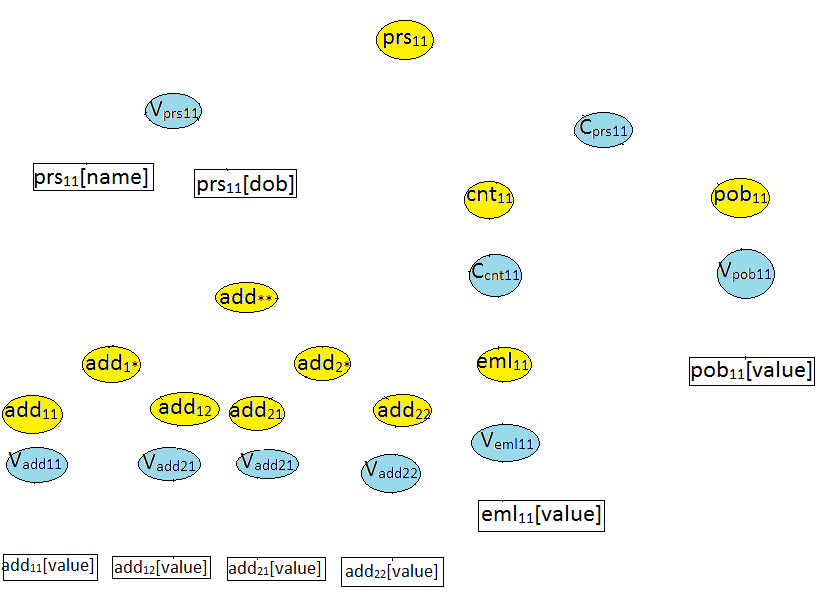 prs₁₁
Vprs11
Cprs11
prs₁₁[name]
prs₁₁[dob]
cnt₁₁
pob₁₁
Ccnt11
Vpob11
add**
add₁*
add₂*
eml₁₁
pob₁₁[value]
add₁₁
add₁₂
add₂₁
add₂₂
Vadd11
Vadd21
Vadd21
Vadd22
Veml11
eml₁₁[value]
add₁₁[value]
add₁₂[value]
add₂₁[value]
add₂₂[value]